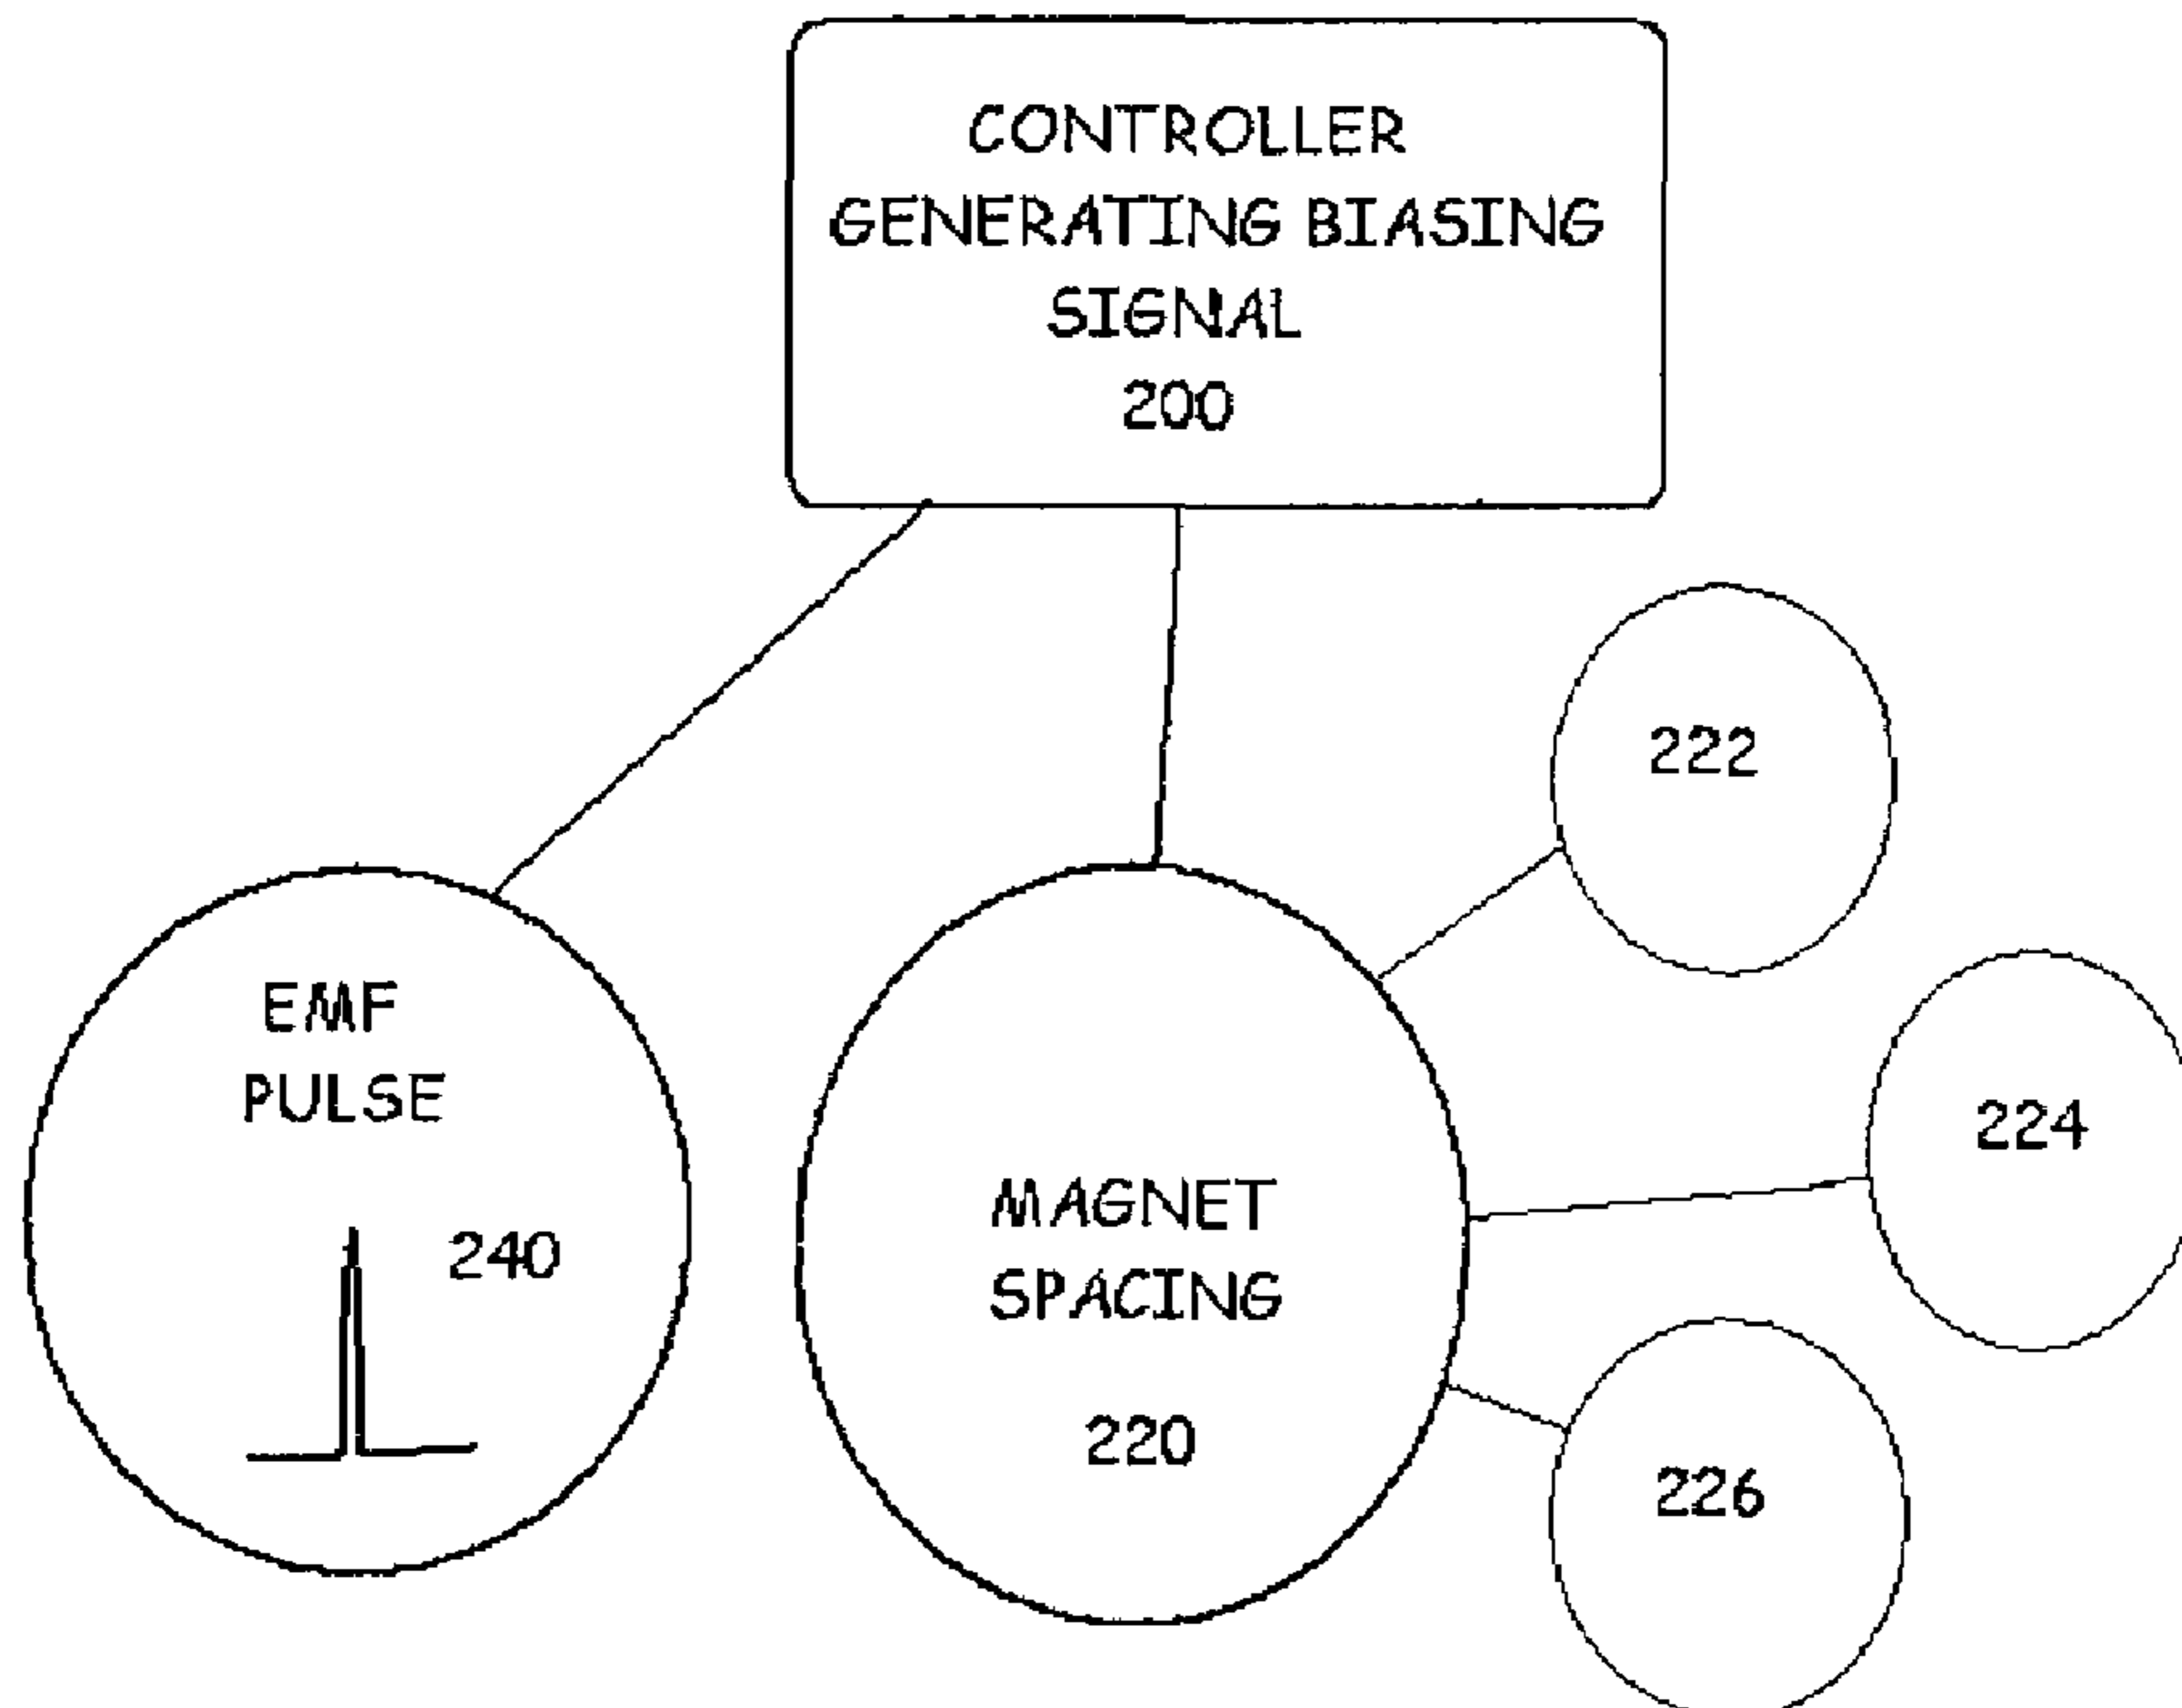 CONTROLLER
GENERATING BIASING
SIGNAL
200
222
224
EMF
PULSE
240
MAGNET
SPACING
220
226